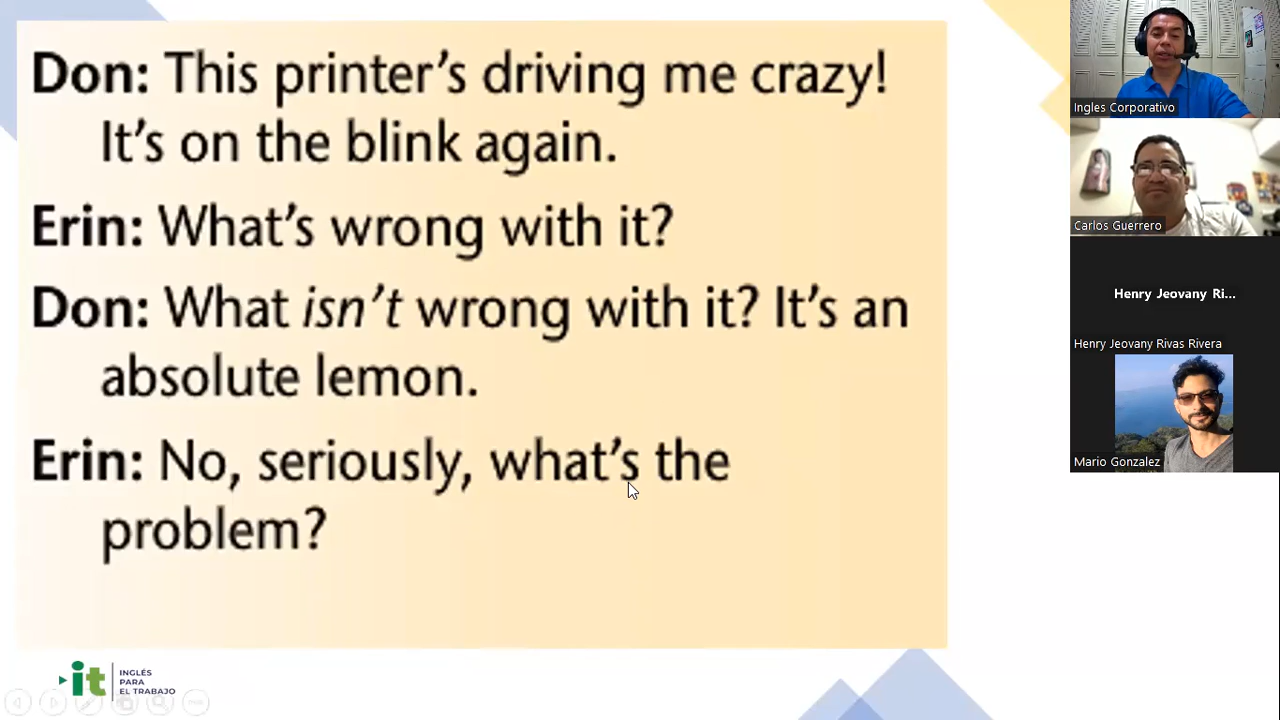 Don: This printer's driving me crazy!
It's on the blink again.
Erin: What's wrong with it?
Don: What isn't wrong with it? It's an
absolute lemon.
Erin: No, seriously, what's the
problem?
it
INGLÉS
PARA
EL TRABAJO
Ingles Corporativo
Carlos Guerrero
Henry Jeovany Ri...
Henry Jeovany Rivas Rivera
Mario Gonzalez